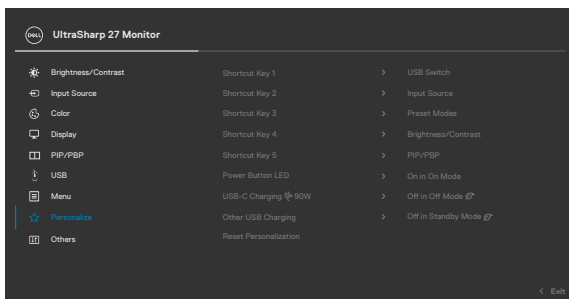 DELL UltraSharp 27 Monitor
Brightness/Contrast Shortcut Key 1 > USB Switch
Input Source Shortcut Key 2 > Input Source
Color Shortcut Key 3 > Preset Modes
Display Shortcut Key 4 > Brightness/Contrast
PIP/PBP Shortcut Key 5 > PIP/PBP
USB Power Button LED > On in On Mode
Menu USB-C Charging 90W > Off in Off Mode
Personalize Other USB Charging > Off in Standby Mode
Others Reset Personalization
< Exit